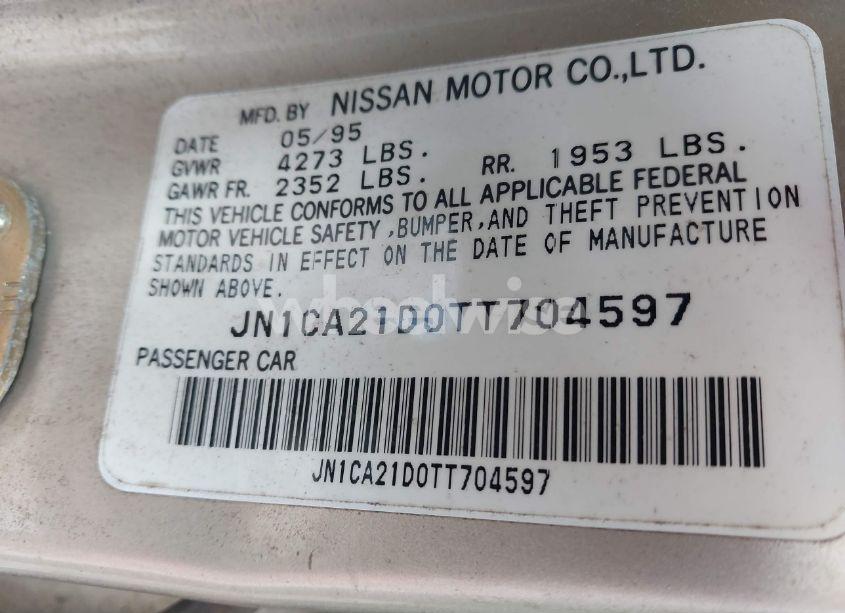 MFD. BY NISSAN MOTOR CO.,LTD.
DATE 05/95
GVWR 4273 LBS.
GAWR FR. 2352 LBS. RR. 1953 LBS.
THIS VEHICLE CONFORMS TO ALL APPLICABLE FEDERAL
MOTOR VEHICLE SAFETY ,BUMPER,AND THEFT PREVENTION
STANDARDS IN EFFECT ON THE DATE OF MANUFACTURE
SHOWN ABOVE.
wheelwise
JN1CA21D0TT704597
PASSENGER CAR
JN1CA21D0TT704597